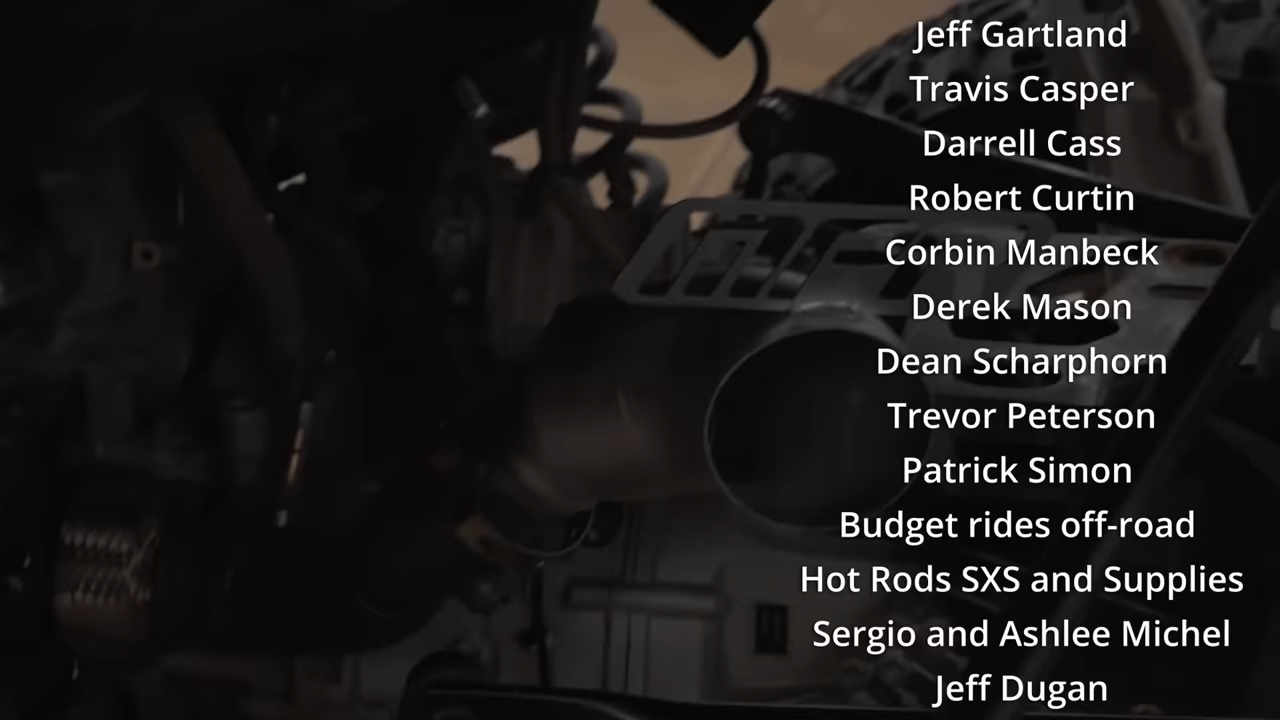 Jeff Gartland
Travis Casper
Darrell Cass
Robert Curtin
Corbin Manbeck
Derek Mason
Dean Scharphorn
Trevor Peterson
Patrick Simon
Budget rides off-road
Hot Rods SXS and Supplies
Sergio and Ashlee Michel
Jeff Dugan